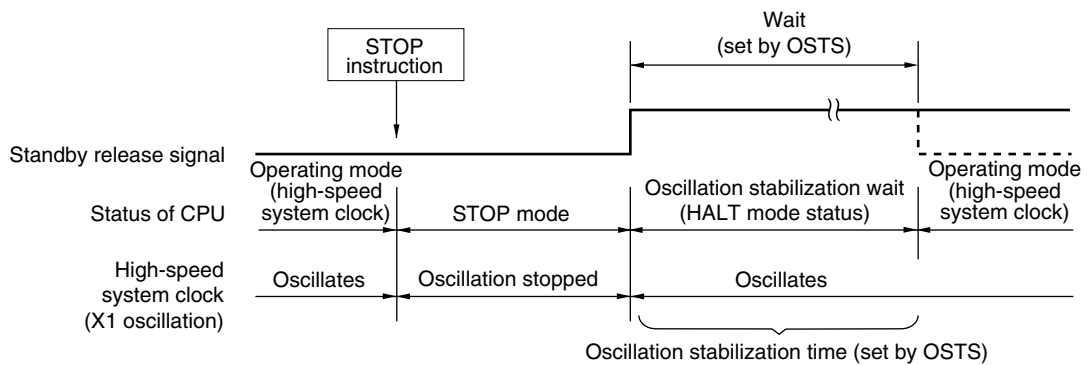 Wait
(set by OSTS)
STOP
instruction
Standby release signal
Operating mode
(high-speed
system clock)
Operating mode
(high-speed
system clock)
Status of CPU
STOP mode
Oscillation stabilization wait
(HALT mode status)
High-speed
system clock
(X1 oscillation)
Oscillates
Oscillation stopped
Oscillates
Oscillation stabilization time (set by OSTS)